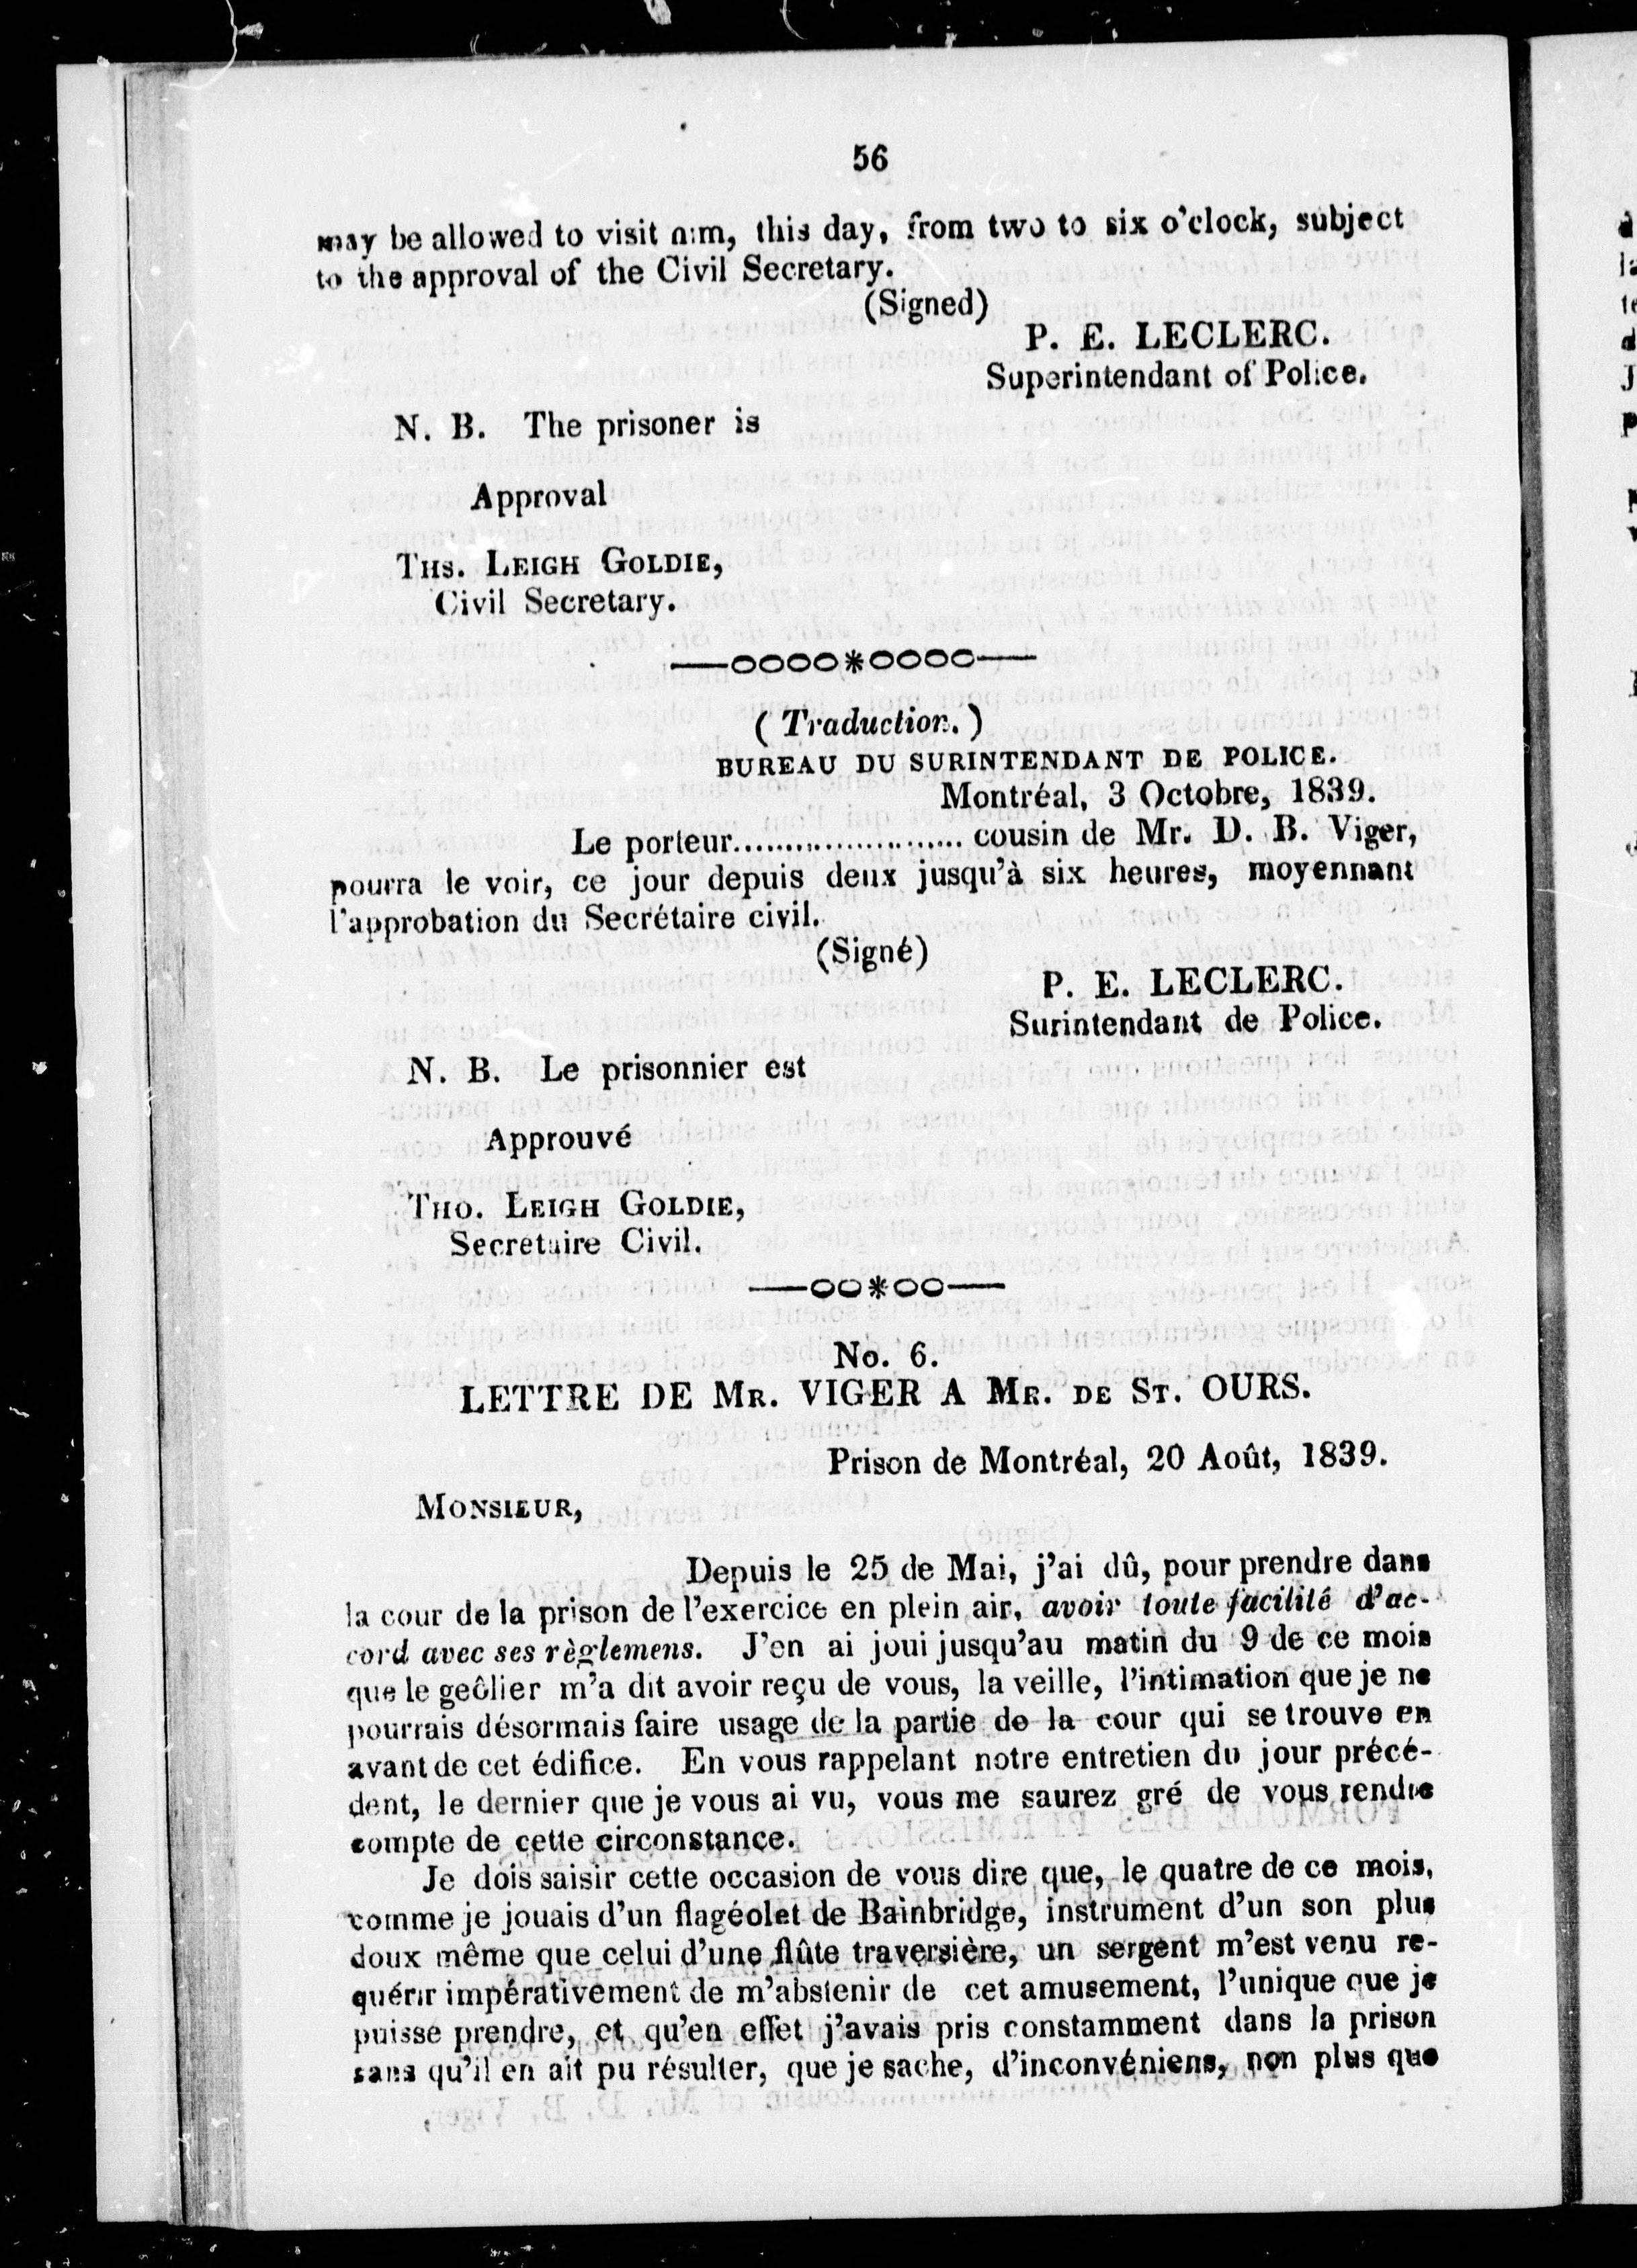 56
may be allowed to visit him, this day, from two to six o'clock, subject
to the approval of the Civil Secretary.
(Signed)
P. E. LECLERC.
Superintendant of Police.
N. B. The prisoner is
Approval
THS. LEIGH GOLDIE,
Civil Secretary.
——oooo*oooo——
( Traduction. )
BUREAU DU SURINTENDANT DE POLICE.
Montréal, 3 Octobre, 1839.
Le porteur....................... cousin de Mr. D. B. Viger,
pourra le voir, ce jour depuis deux jusqu'à six heures, moyennant
l'approbation du Secrétaire civil.
(Signé)
P. E. LECLERC.
Surintendant de Police.
N. B. Le prisonnier est
Approuvé
THO. LEIGH GOLDIE,
Secretaire Civil.
——oo*oo——
No. 6.
LETTRE DE MR. VIGER A MR. DE ST. OURS.
Prison de Montréal, 20 Août, 1839.
MONSIEUR,
Depuis le 25 de Mai, j'ai dû, pour prendre dans
la cour de la prison de l'exercice en plein air, avoir toute facilité d'ac-
cord avec ses règlemens. J'en ai joui jusqu'au matin du 9 de ce mois
que le geôlier m'a dit avoir reçu de vous, la veille, l'intimation que je ne
pourrais désormais faire usage de la partie de la cour qui se trouve en
avant de cet édifice. En vous rappelant notre entretien du jour précé-
dent, le dernier que je vous ai vu, vous me saurez gré de vous rendre
compte de cette circonstance.
Je dois saisir cette occasion de vous dire que, le quatre de ce mois,
comme je jouais d'un flagéolet de Bainbridge, instrument d'un son plus
doux même que celui d'une flûte traversière, un sergent m'est venu re-
quérir impérativement de m'abstenir de cet amusement, l'unique que je
puisse prendre, et qu'en effet j'avais pris constamment dans la prison
sans qu'il en ait pu résulter, que je sache, d'inconvéniens, non plus que